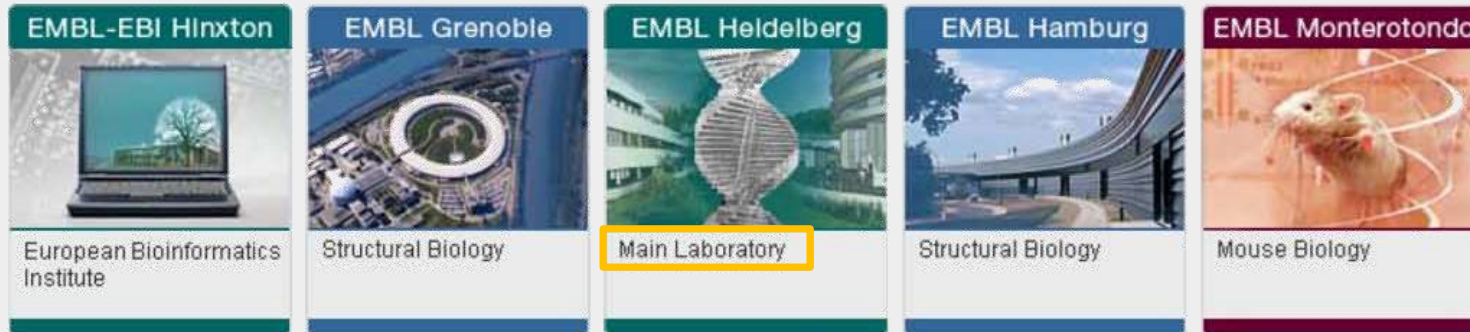 EMBL-EBI Hinxton
EMBL Grenoble
EMBL Heidelberg
EMBL Hamburg
EMBL Monterotondo
European Bioinformatics
Institute
Structural Biology
Main Laboratory
Structural Biology
Mouse Biology